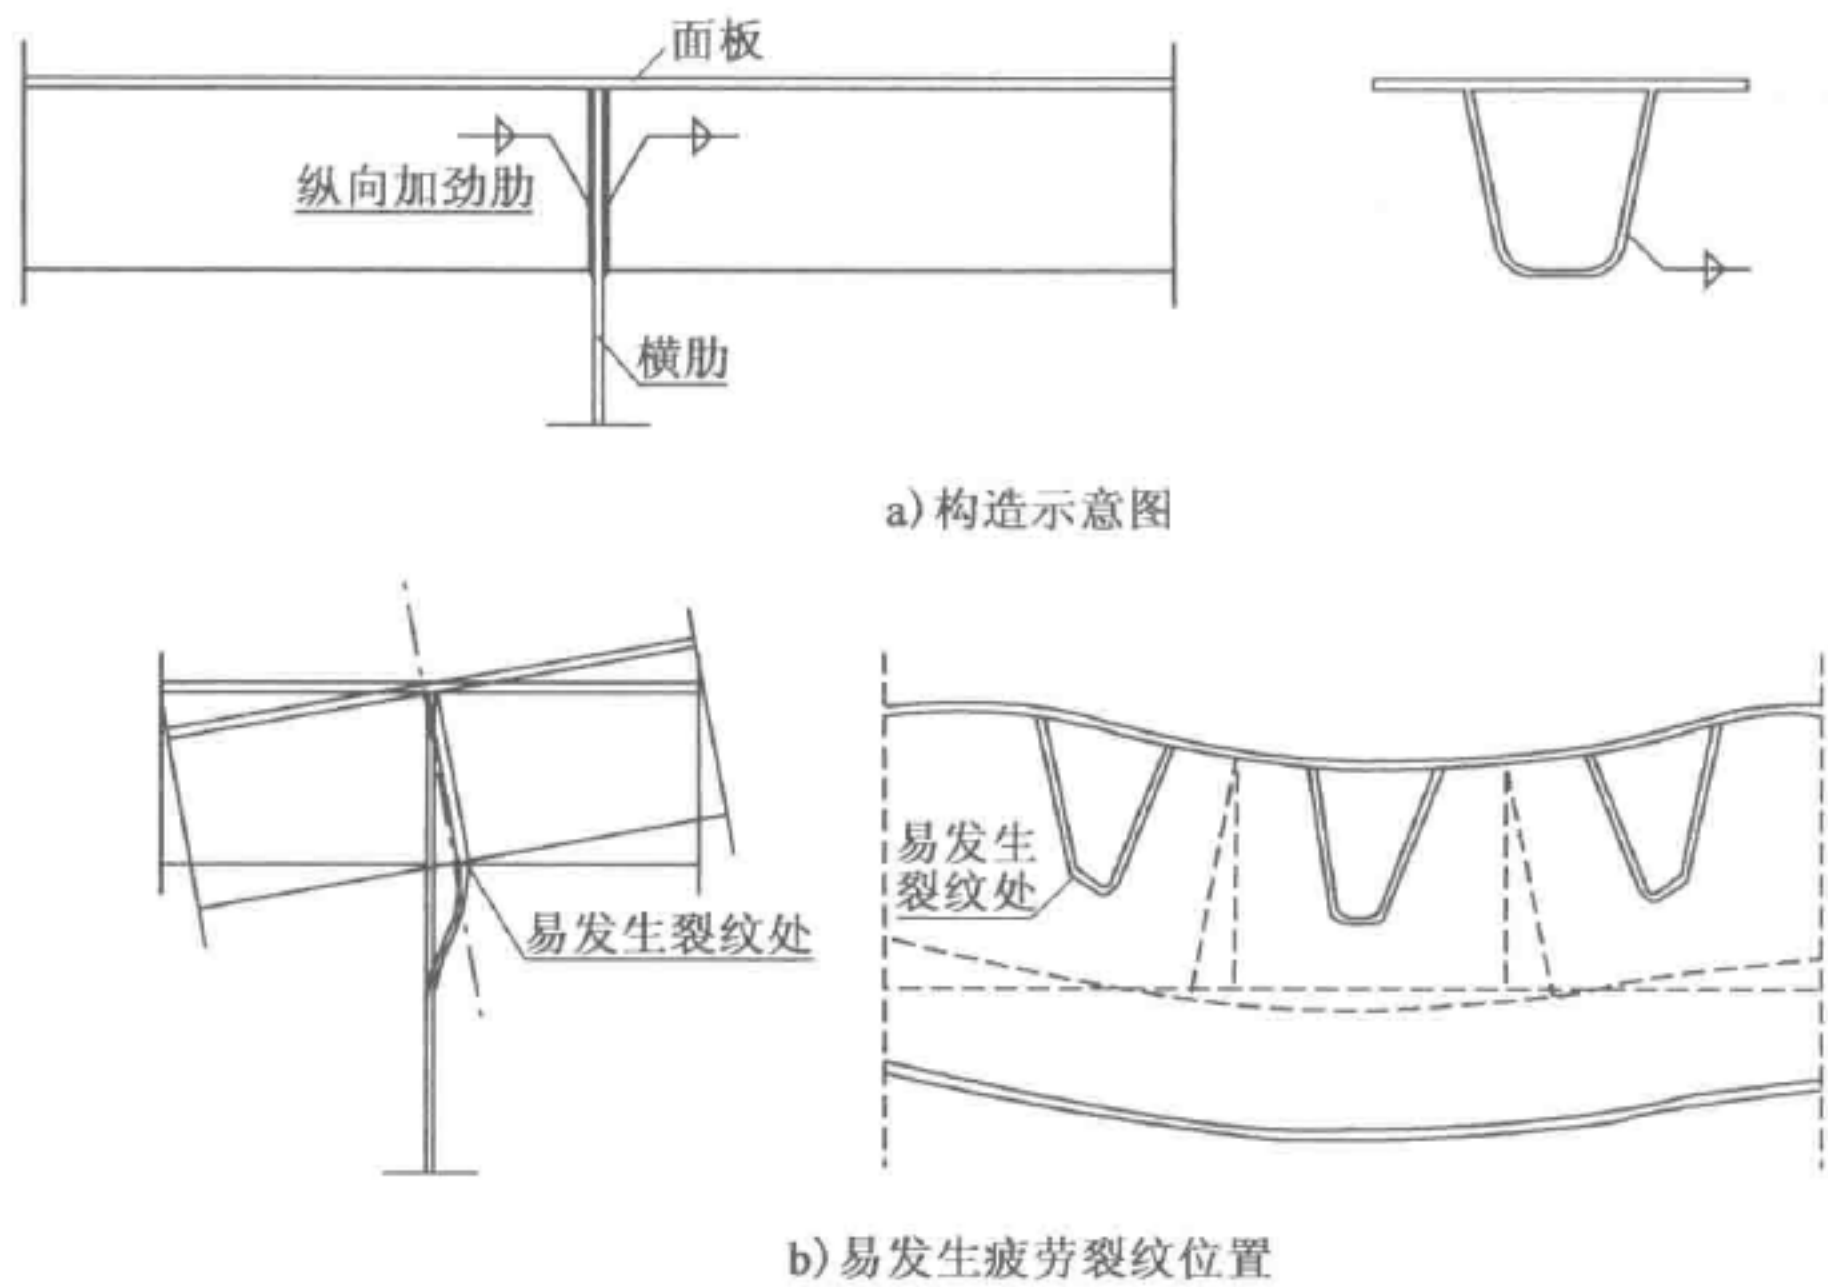 面板
纵向加劲肋
横肋
a)构造示意图
易发生裂纹处
易发生
裂纹处
b)易发生疲劳裂纹位置